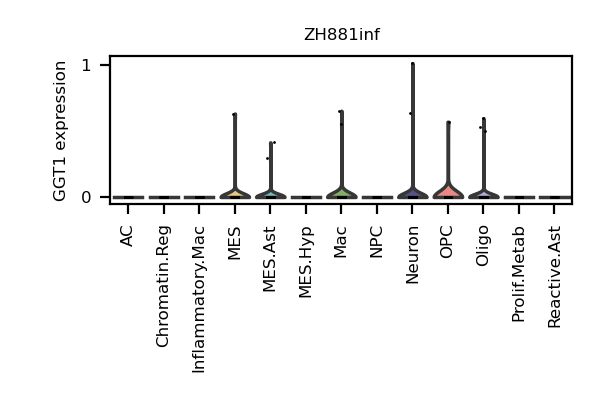 ZH881inf
GGT1 expression
1
0
AC
Chromatin.Reg
Inflammatory.Mac
MES
MES.Ast
MES.Hyp
Mac
NPC
Neuron
OPC
Oligo
Prolif.Metab
Reactive.Ast